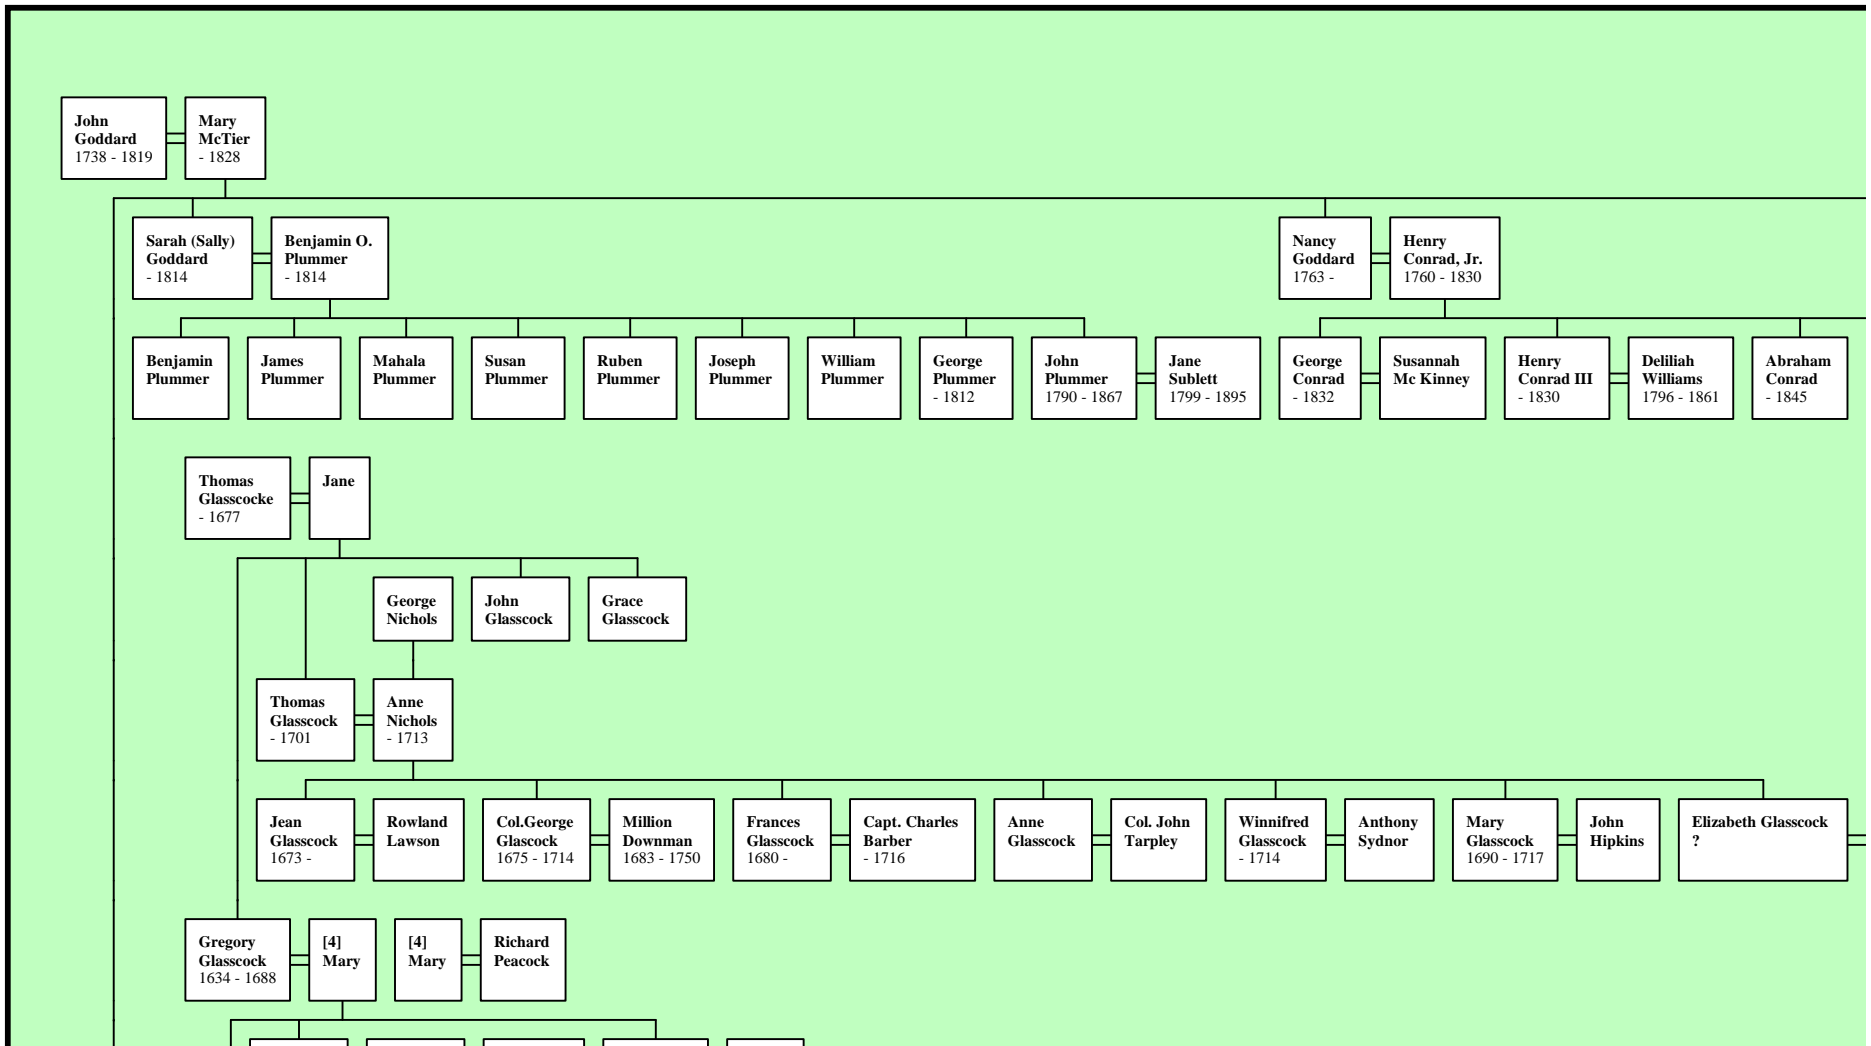 John
Goddard
1738 - 1819
Mary
McTier
- 1828
Sarah (Sally)
Goddard
- 1814
Benjamin O.
Plummer
- 1814
Nancy
Goddard
1763 -
Henry
Conrad, Jr.
1760 - 1830
Benjamin
Plummer
James
Plummer
Mahala
Plummer
Susan
Plummer
Ruben
Plummer
Joseph
Plummer
William
Plummer
George
Plummer
- 1812
John
Plummer
1790 - 1867
Jane
Sublett
1799 - 1895
George
Conrad
- 1832
Susannah
Mc Kinney
Henry
Conrad III
- 1830
Deliliah
Williams
1796 - 1861
Abraham
Conrad
- 1845
Thomas
Glasscocke
- 1677
Jane
George
Nichols
John
Glasscock
Grace
Glasscock
Thomas
Glasscock
- 1701
Anne
Nichols
- 1713
Jean
Glasscock
1673 -
Rowland
Lawson
Col.George
Glascock
1675 - 1714
Million
Downman
1683 - 1750
Frances
Glasscock
1680 -
Capt. Charles
Barber
- 1716
Anne
Glasscock
Col. John
Tarpley
Winnifred
Glasscock
- 1714
Anthony
Sydnor
Mary
Glasscock
1690 - 1717
John
Hipkins
Elizabeth Glasscock
?
Gregory
Glasscock
1634 - 1688
[4]
Mary
[4]
Mary
Richard
Peacock